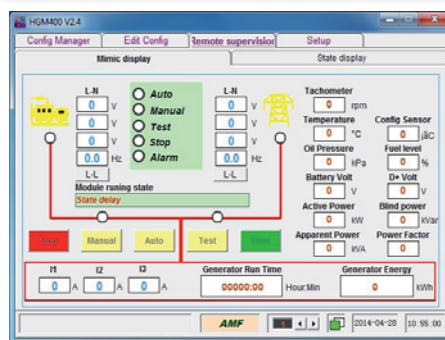 HGM400 V2.4
Config Manager Edit Config Remote supervision Setup
Mimic display State display
L-N
0 V
0 V
0 V
0.0 Hz
L-L
Auto
Manual
Test
Stop
Alarm
L-N
0 V
0 V
0 V
0.0 Hz
L-L
Module runing state
State delay
Tachometer
0 rpm
Temperature Config Sensor
0 °C 0 ¡ãC
Oil Pressure Fuel level
0 kPa 0 %
Battery Volt D+ Volt
0 V 0 V
Active Power Blind power
0 kW 0 kVar
Apparent Power Power Factor
0 kVA 0
Manual Auto Test
I1 I2 I3 Generator Run Time Generator Energy
0 A 0 A 0 A 00000:00 Hour:Min 0 kWh
AMF 1 2014-04-28 10:55:00